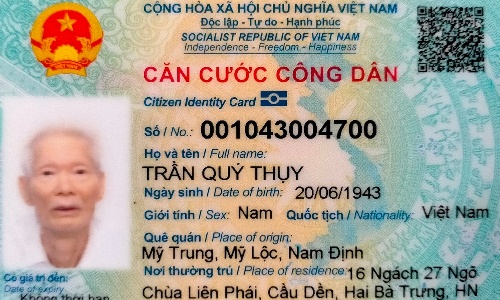 CỘNG HÒA XÃ HỘI CHỦ NGHĨA VIỆT NAM
Độc lập - Tự do - Hạnh phúc
SOCIALIST REPUBLIC OF VIET NAM
Independence - Freedom - Happiness
CĂN CƯỚC CÔNG DÂN
Citizen Identity Card
Số / No.: 001043004700
Họ và tên / Full name:
TRẦN QUÝ THỤY
Ngày sinh / Date of birth: 20/06/1943
Giới tính / Sex: Nam Quốc tịch / Nationality: Việt Nam
Quê quán / Place of origin:
Mỹ Trung, Mỹ Lộc, Nam Định
Nơi thường trú / Place of residence: 16 Ngách 27 Ngõ
Chùa Liên Phái, Cầu Dền, Hai Bà Trưng, HN
Có giá trị đến:
Date of expiry
Không thời hạn